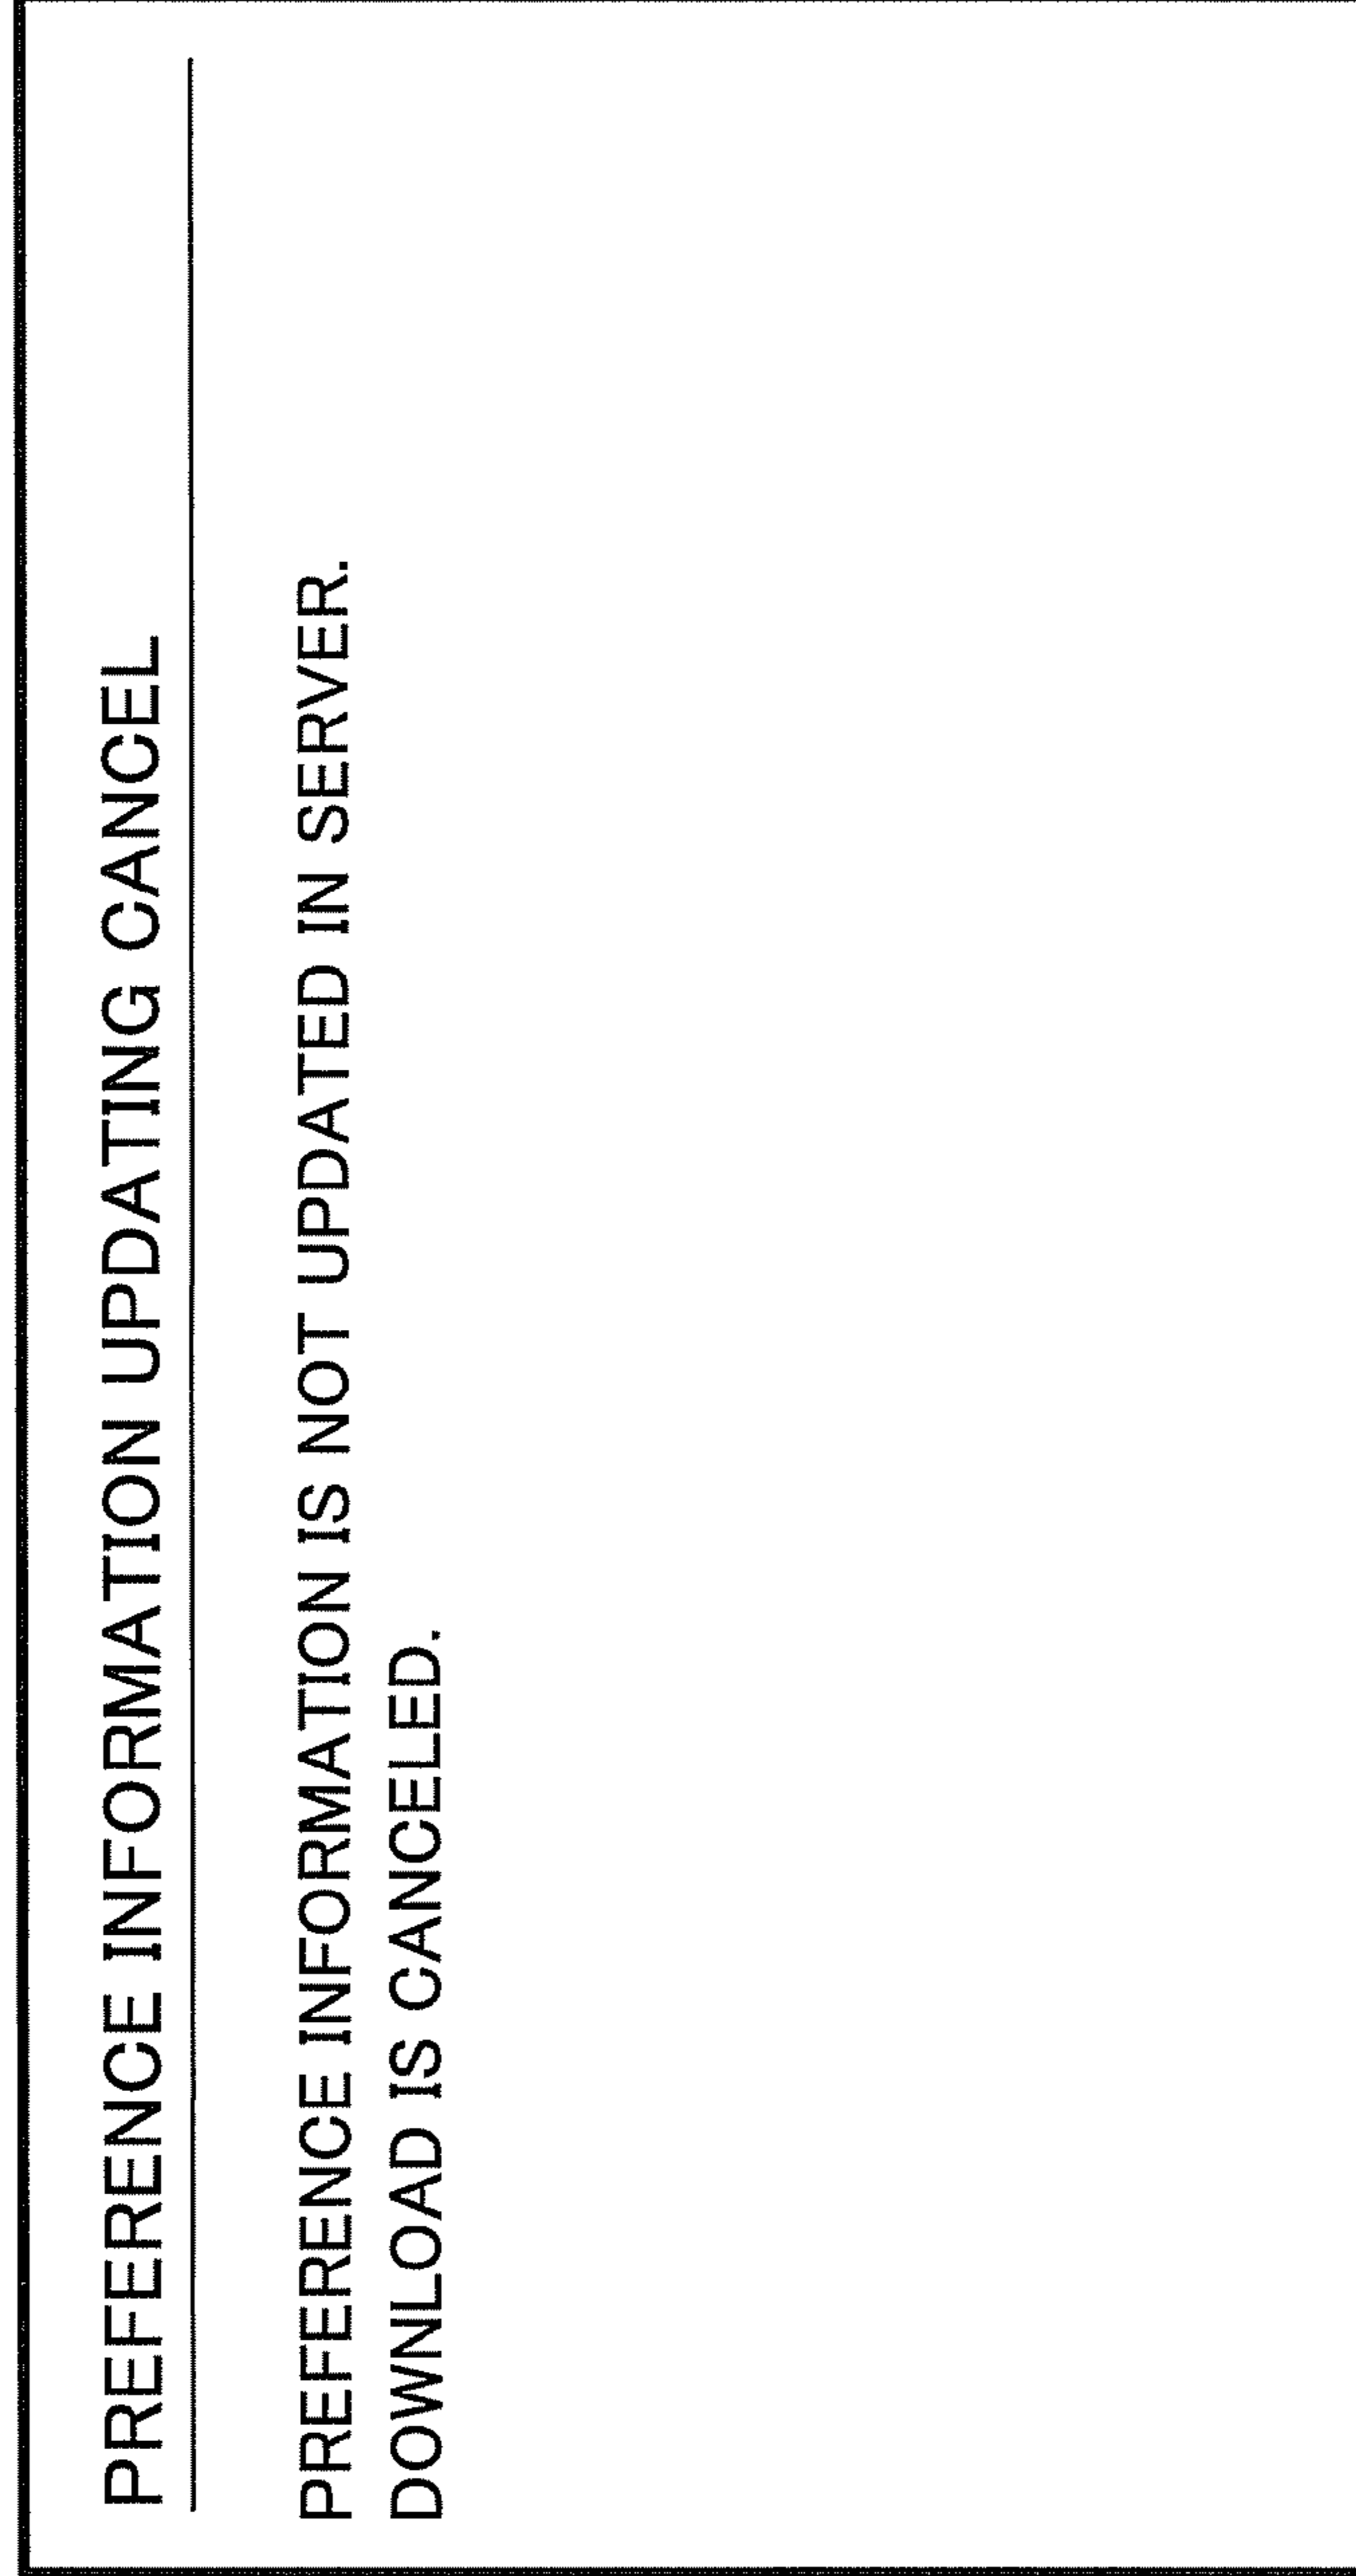 PREFERENCE INFORMATION UPDATING CANCEL
PREFERENCE INFORMATION IS NOT UPDATED IN SERVER.
DOWNLOAD IS CANCELED.